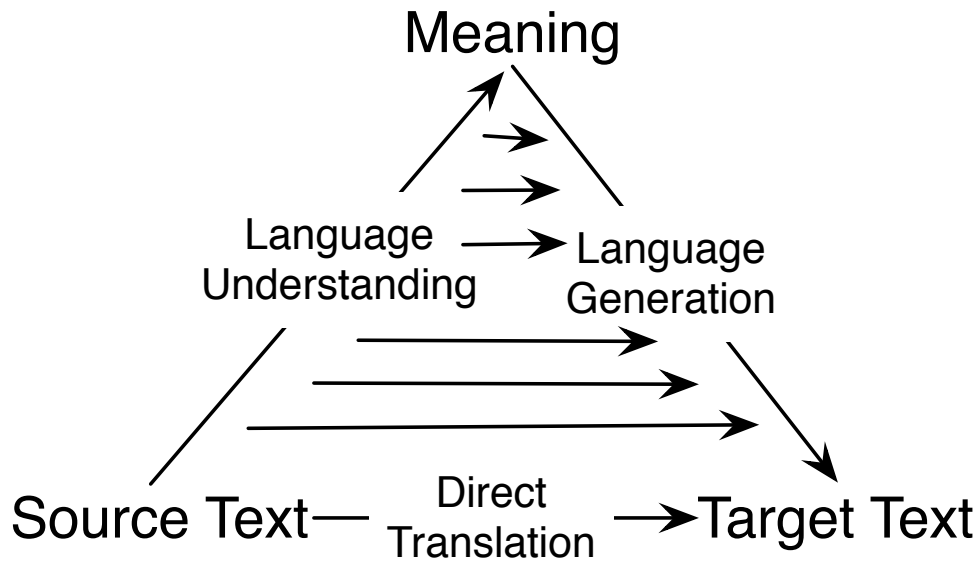 Meaning
Language
Understanding
Language
Generation
Direct
Translation
Source Text
Target Text